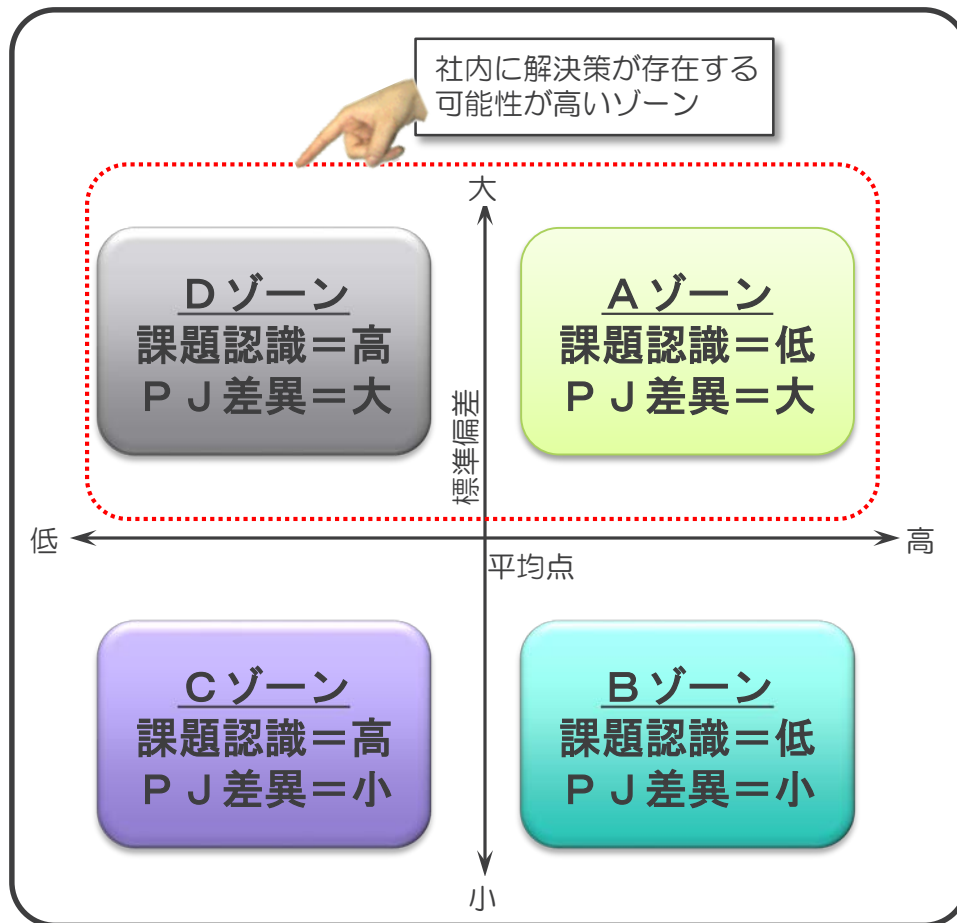 社内に解決策が存在する
可能性が高いゾーン
大
Ｄゾーン
課題認識＝高
ＰＪ差異＝大
Ａゾーン
課題認識＝低
ＰＪ差異＝大
標準偏差
低
高
平均点
Ｃゾーン
課題認識＝高
ＰＪ差異＝小
Ｂゾーン
課題認識＝低
ＰＪ差異＝小
小